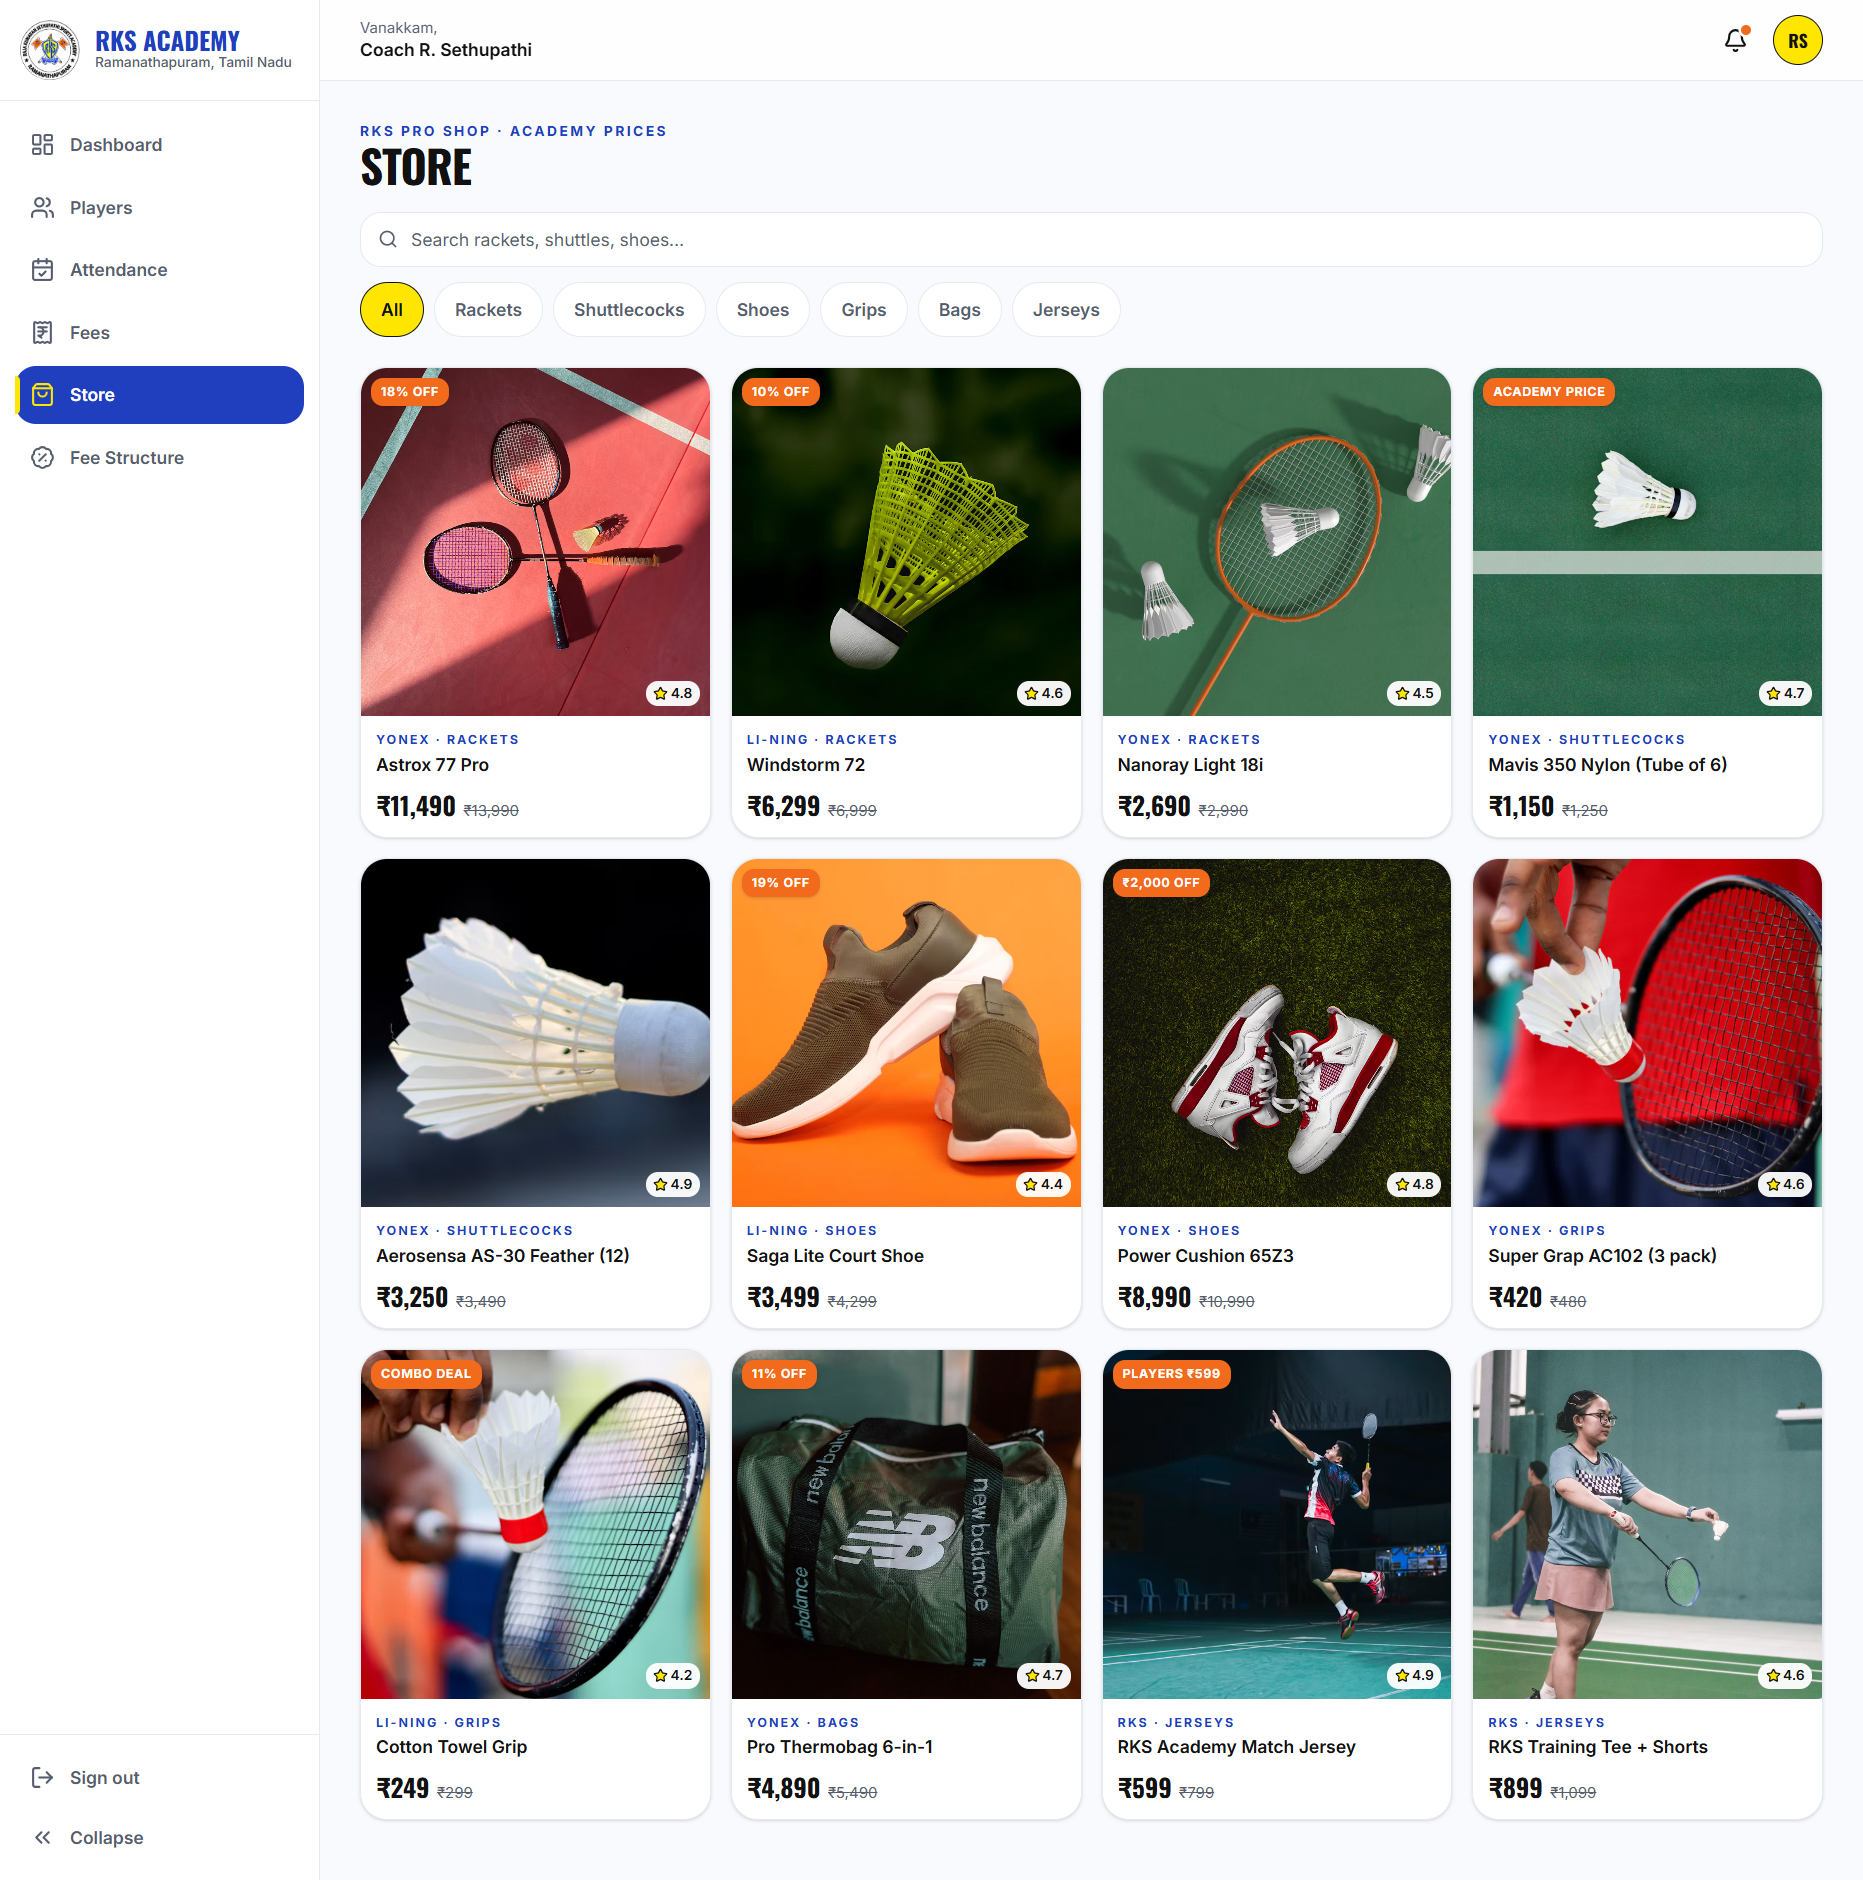 RKS ACADEMY
Ramanathapuram, Tamil Nadu
Dashboard
Players
Attendance
Fees
Store
Fee Structure
Sign out
Collapse
Vanakkam,
Coach R. Sethupathi
RS
RKS PRO SHOP · ACADEMY PRICES
STORE
Search rackets, shuttles, shoes...
All
Rackets
Shuttlecocks
Shoes
Grips
Bags
Jerseys
18% OFF
4.8
YONEX · RACKETS
Astrox 77 Pro
₹11,490 ₹13,990
10% OFF
4.6
LI-NING · RACKETS
Windstorm 72
₹6,299 ₹6,999
4.5
YONEX · RACKETS
Nanoray Light 18i
₹2,690 ₹2,990
ACADEMY PRICE
4.7
YONEX · SHUTTLECOCKS
Mavis 350 Nylon (Tube of 6)
₹1,150 ₹1,250
4.9
YONEX · SHUTTLECOCKS
Aerosensa AS-30 Feather (12)
₹3,250 ₹3,490
19% OFF
4.4
LI-NING · SHOES
Saga Lite Court Shoe
₹3,499 ₹4,299
₹2,000 OFF
4.8
YONEX · SHOES
Power Cushion 65Z3
₹8,990 ₹10,990
4.6
YONEX · GRIPS
Super Grap AC102 (3 pack)
₹420 ₹480
COMBO DEAL
4.2
LI-NING · GRIPS
Cotton Towel Grip
₹249 ₹299
11% OFF
new balance
NB
new balance
4.7
YONEX · BAGS
Pro Thermobag 6-in-1
₹4,890 ₹5,490
PLAYERS ₹599
4.9
RKS · JERSEYS
RKS Academy Match Jersey
₹599 ₹799
4.6
RKS · JERSEYS
RKS Training Tee + Shorts
₹899 ₹1,099